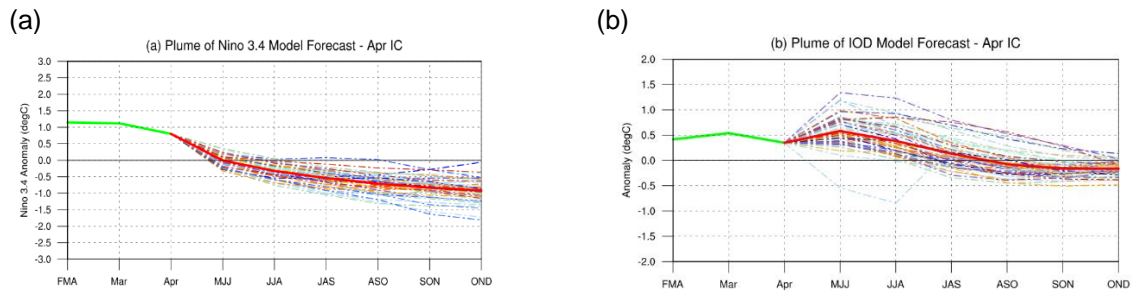 (a)
(a) Plume of Nino 3.4 Model Forecast - Apr IC
Nino 3.4 Anomaly (degC)
3.0
2.5
2.0
1.5
1.0
0.5
0.0
-0.5
-1.0
-1.5
-2.0
-2.5
-3.0
FMA Mar Apr MJJ JJA JAS ASO SON OND
(b)
(b) Plume of IOD Model Forecast - Apr IC
Anomaly (degC)
2.0
1.5
1.0
0.5
0.0
-0.5
-1.0
-1.5
-2.0
FMA Mar Apr MJJ JJA JAS ASO SON OND